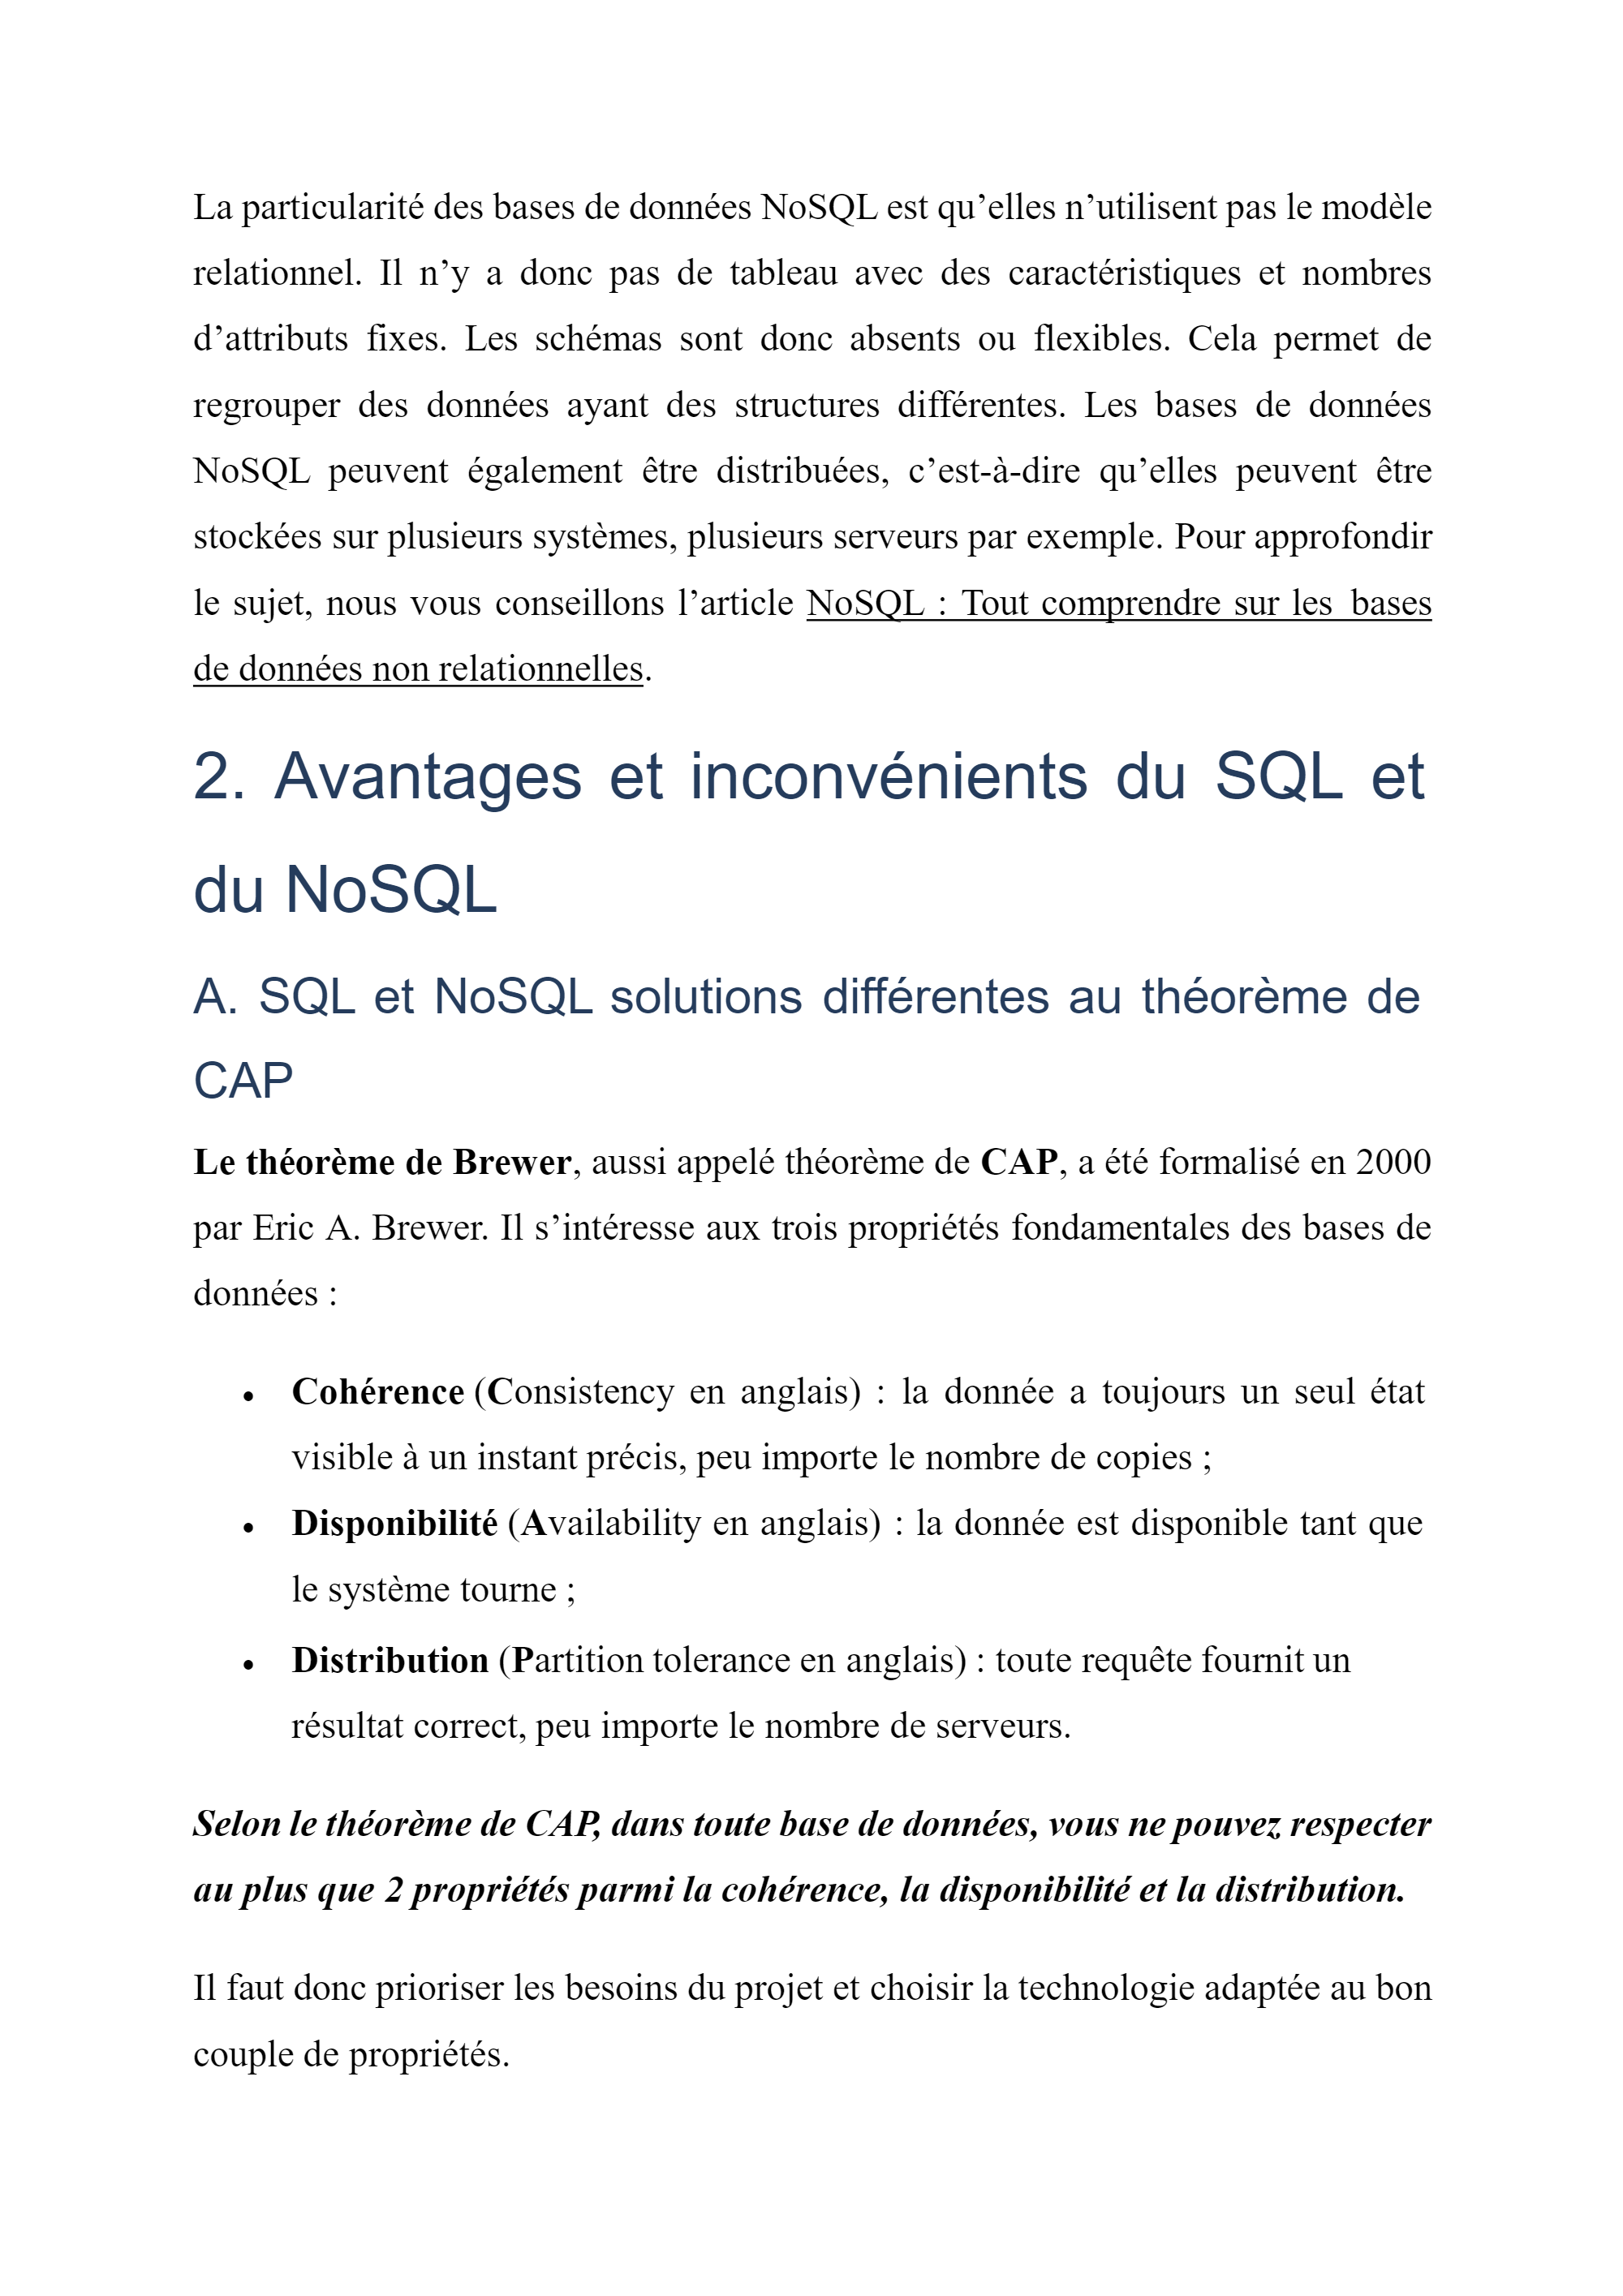 La particularité des bases de données NoSQL est qu’elles n’utilisent pas le modèle
relationnel. Il n’y a donc pas de tableau avec des caractéristiques et nombres
d’attributs fixes. Les schémas sont donc absents ou flexibles. Cela permet de
regrouper des données ayant des structures différentes. Les bases de données
NoSQL peuvent également être distribuées, c’est-à-dire qu’elles peuvent être
stockées sur plusieurs systèmes, plusieurs serveurs par exemple. Pour approfondir
le sujet, nous vous conseillons l’article NoSQL : Tout comprendre sur les bases
de données non relationnelles.
2. Avantages et inconvénients du SQL et
du NoSQL
A. SQL et NoSQL solutions différentes au théorème de
CAP
Le théorème de Brewer, aussi appelé théorème de CAP, a été formalisé en 2000
par Eric A. Brewer. Il s’intéresse aux trois propriétés fondamentales des bases de
données :
• Cohérence (Consistency en anglais) : la donnée a toujours un seul état
visible à un instant précis, peu importe le nombre de copies ;
• Disponibilité (Availability en anglais) : la donnée est disponible tant que
le système tourne ;
• Distribution (Partition tolerance en anglais) : toute requête fournit un
résultat correct, peu importe le nombre de serveurs.
Selon le théorème de CAP, dans toute base de données, vous ne pouvez respecter
au plus que 2 propriétés parmi la cohérence, la disponibilité et la distribution.
Il faut donc prioriser les besoins du projet et choisir la technologie adaptée au bon
couple de propriétés.